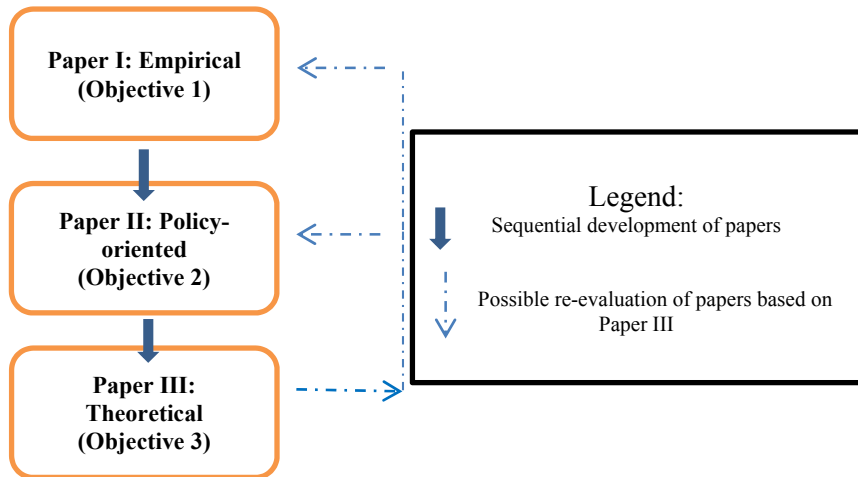 Paper I: Empirical
(Objective 1)
Paper II: Policy-
oriented
(Objective 2)
Paper III:
Theoretical
(Objective 3)
Legend:
Sequential development of papers
Possible re-evaluation of papers based on
Paper III